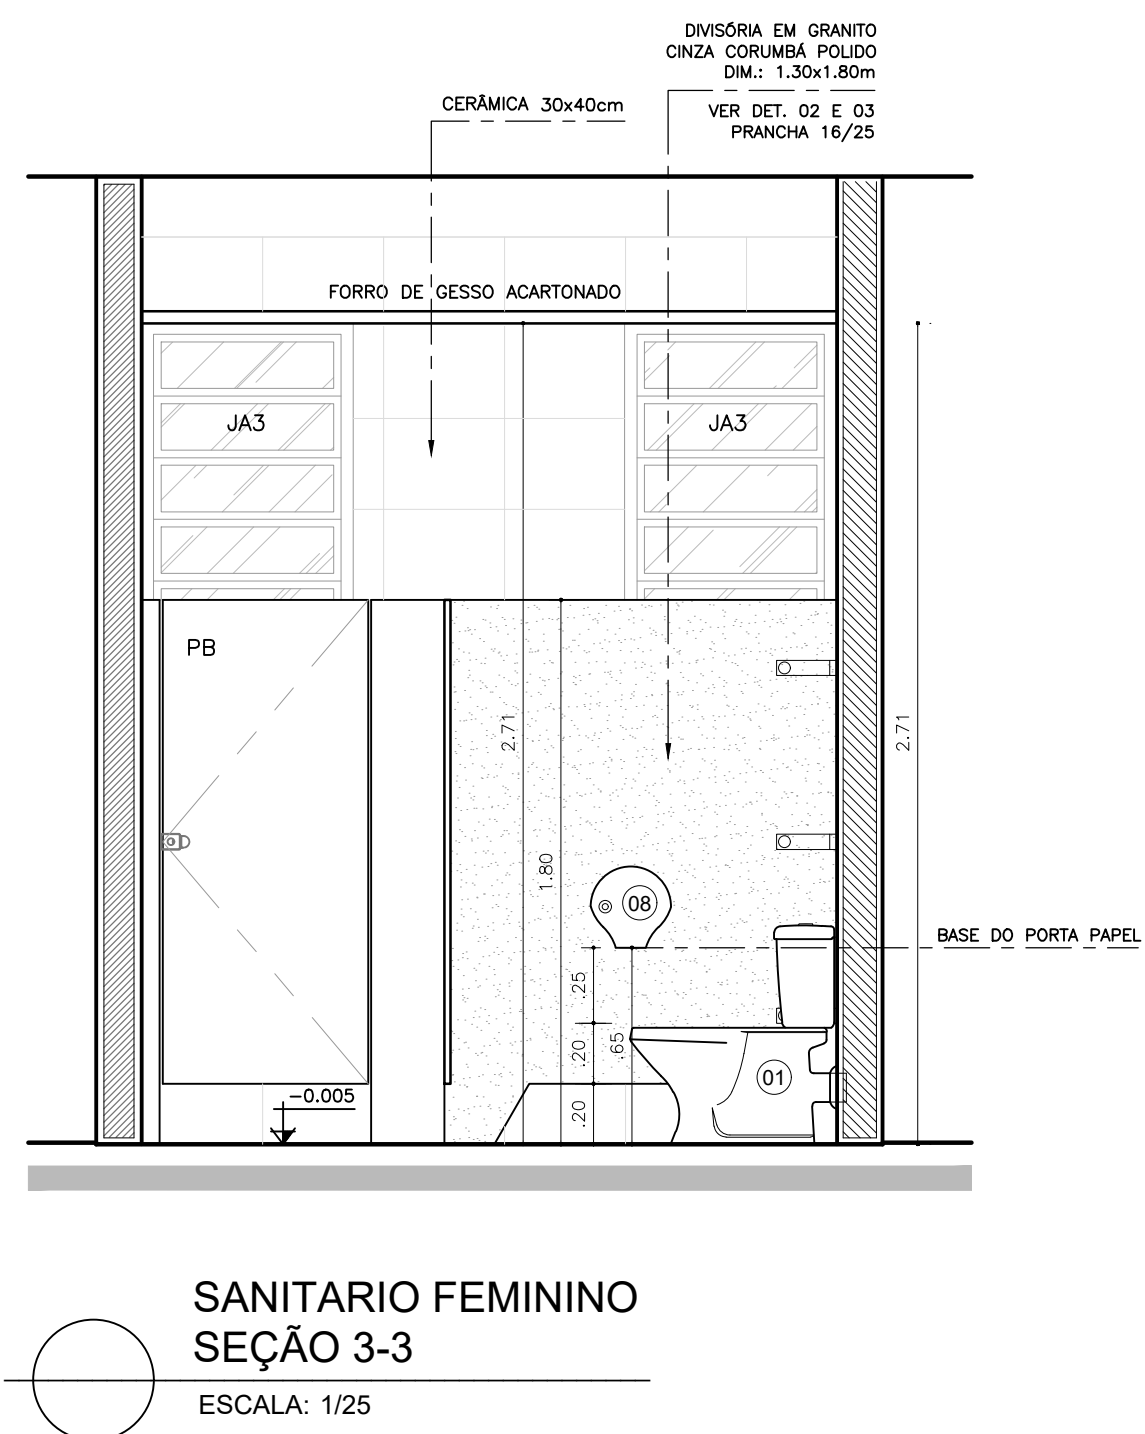 DIVISÓRIA EM GRANITO
CINZA CORUMBÁ POLIDO
DIM.: 1.30x1.80m
VER DET. 02 E 03
PRANCHA 16/25
CERÂMICA 30x40cm
FORRO DE GESSO ACARTONADO
JA3
JA3
PB
2.71
2.71
1.80
08
BASE DO PORTA PAPEL
.25
.20
.65
01
-0.005
.20
SANITARIO FEMININO
SEÇÃO 3-3
ESCALA: 1/25